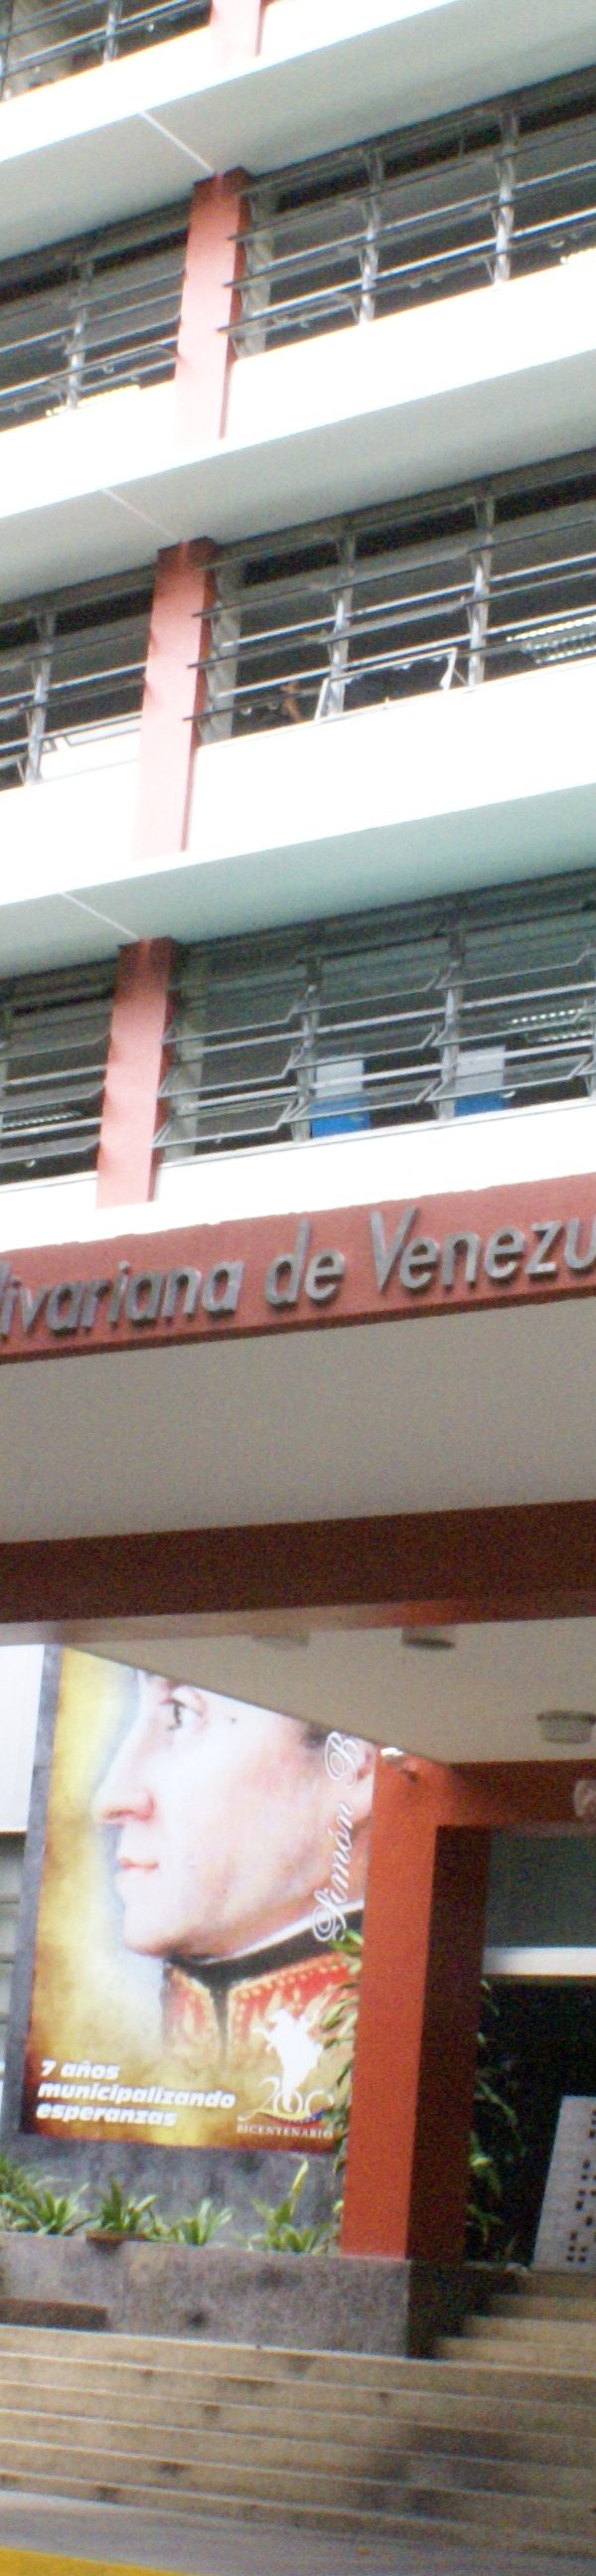 livariana de Venezu
Simón B
7 años
municipalizando
esperanzas
200
BICENTENARIO